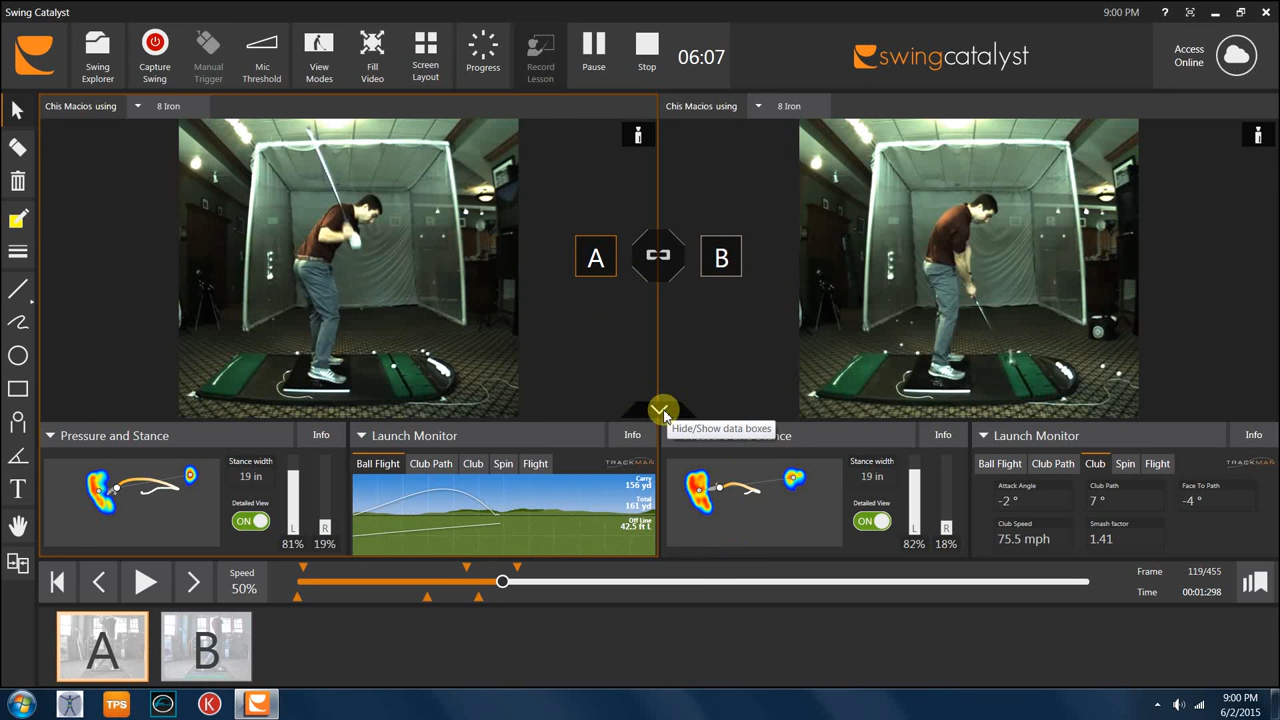 Swing Catalyst
9:00 PM
?
Swing Explorer
Capture Swing
Manual Trigger
Mic Threshold
View Modes
Fill Video
Screen Layout
Progress
Record Lesson
Pause
Stop
06:07
swingcatalyst
Access Online
Chis Macios using
8 Iron
Chis Macios using
8 Iron
A
B
T
Hide/Show data boxes
Pressure and Stance
Info
Launch Monitor
Info
and Stance
Info
Launch Monitor
Info
Stance width
19 in
Detailed View
ON
L
R
81%
19%
Ball Flight
Club Path
Club
Spin
Flight
TRACKMAN
Carry
156 yd
Total
161 yd
Off Line
42.5 ft L
Stance width
19 in
Detailed View
ON
L
R
82%
18%
Ball Flight
Club Path
Club
Spin
Flight
TRACKMAN
Attack Angle
-2 °
Club Path
7 °
Face To Path
-4 °
Club Speed
75.5 mph
Smash factor
1.41
Speed
50%
Frame 119/455
Time 00:01:298
A
B
TPS
K
9:00 PM
6/2/2015